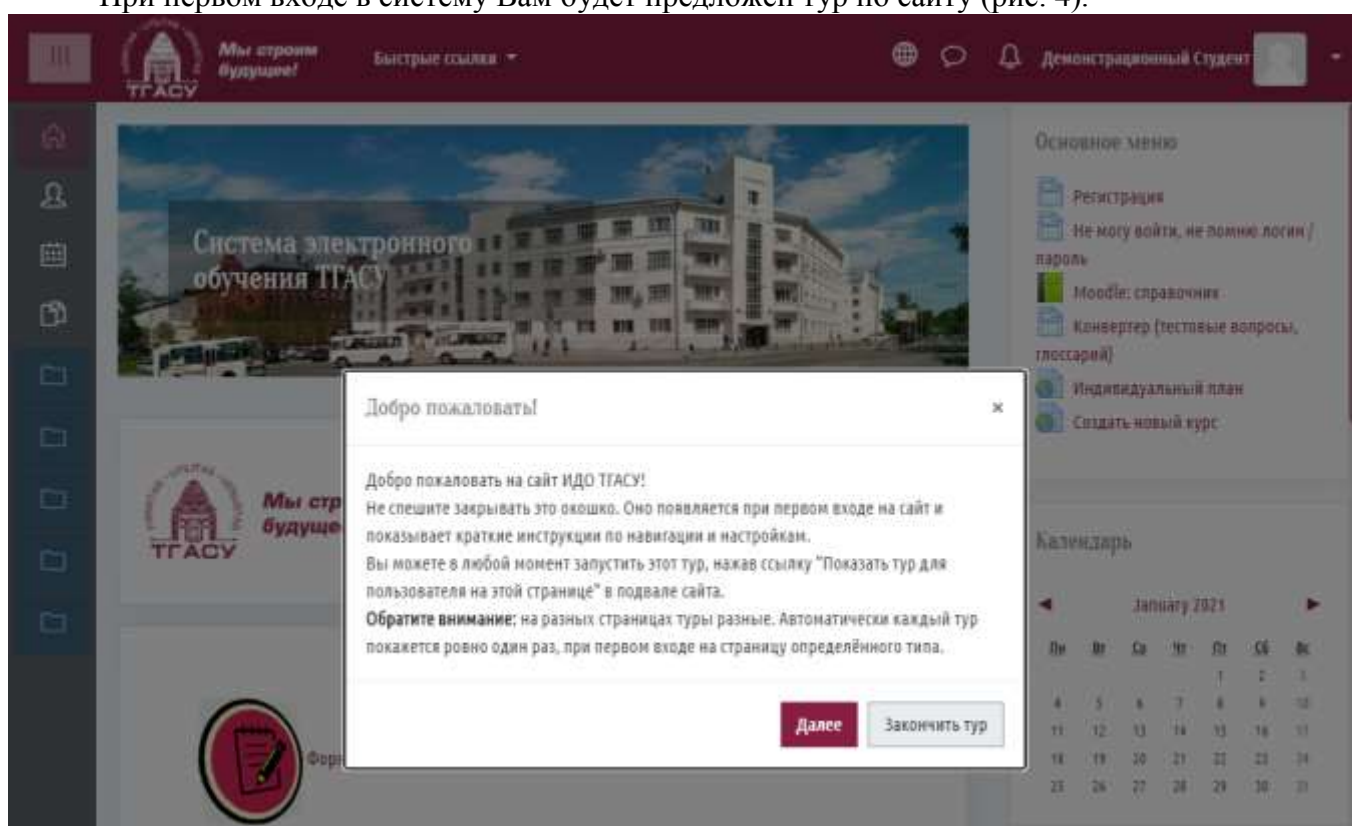 При первом входе в систему Вам будет предложен тур по сайту (рис. 4).
ТГАСУ
Мы строим
будущее!
Быстрые ссылки
Демонстрационный Студент
Система электронного
обучения ТГАСУ
Основное меню
Регистрация
Не могу войти, не помню логин /
пароль
Moodle: справочник
Конвертер (тестовые вопросы,
глоссарий)
Индивидуальный план
Создать новый курс
Добро пожаловать!
×
Добро пожаловать на сайт ИДО ТГАСУ!
Не спешите закрывать это окошко. Оно появляется при первом входе на сайт и
показывает краткие инструкции по навигации и настройкам.
Вы можете в любой момент запустить этот тур, нажав ссылку "Показать тур для
пользователя на этой странице" в подвале сайта.
Обратите внимание: на разных страницах туры разные. Автоматически каждый тур
покажется ровно один раз, при первом входе на страницу определённого типа.
Далее
Закончить тур
ТГАСУ
Мы стр
будуще
Форм
Календарь
January 2021
Пн Вт Ср Чт Пт Сб Вс
1 2 3
4 5 6 7 8 9 10
11 12 13 14 15 16 17
18 19 20 21 22 23 24
25 26 27 28 29 30 31